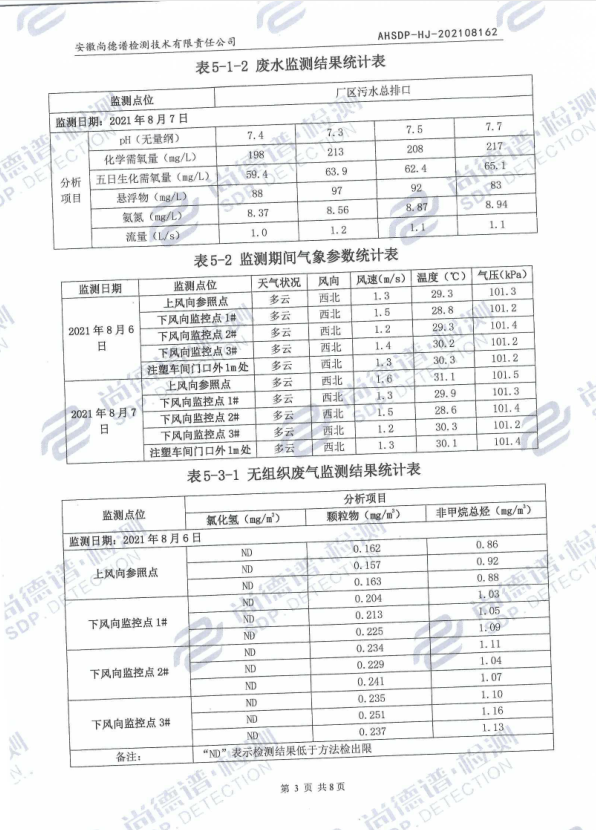 安徽尚德谱检测技术有限责任公司 AHSDP-HJ-202108162
表5-1-2 废水监测结果统计表
监测点位 厂区污水总排口
监测日期：2021年8月7日
分析项目
pH（无量纲） 7.4 7.3 7.5 7.7
化学需氧量（mg/L） 198 213 208 217
五日生化需氧量（mg/L） 59.4 63.9 62.4 65.1
悬浮物（mg/L） 88 97 92 83
氨氮（mg/L） 8.37 8.56 8.87 8.94
流量（L/s） 1.0 1.2 1.1 1.1
表5-2 监测期间气象参数统计表
监测日期 监测点位 天气状况 风向 风速(m/s) 温度（℃） 气压(kPa)
2021年8月6日
上风向参照点 多云 西北 1.3 29.3 101.3
下风向监控点1# 多云 西北 1.5 28.8 101.2
下风向监控点2# 多云 西北 1.2 29.3 101.4
下风向监控点3# 多云 西北 1.4 30.2 101.2
注塑车间门口外1m处 多云 西北 1.3 30.3 101.2
2021年8月7日
上风向参照点 多云 西北 1.6 31.1 101.5
下风向监控点1# 多云 西北 1.3 29.9 101.3
下风向监控点2# 多云 西北 1.5 28.6 101.4
下风向监控点3# 多云 西北 1.2 30.3 101.2
注塑车间门口外1m处 多云 西北 1.3 30.1 101.4
表5-3-1 无组织废气监测结果统计表
监测点位 分析项目
氯化氢（mg/m³） 颗粒物（mg/m³） 非甲烷总烃（mg/m³）
监测日期：2021年8月6日
上风向参照点
ND 0.162 0.86
ND 0.157 0.92
ND 0.163 0.88
下风向监控点1#
ND 0.204 1.03
ND 0.213 1.05
ND 0.225 1.09
下风向监控点2#
ND 0.234 1.11
ND 0.229 1.04
ND 0.241 1.07
下风向监控点3#
ND 0.235 1.10
ND 0.251 1.16
ND 0.237 1.13
备注： “ND”表示检测结果低于方法检出限
第 3 页 共8页
尚德谱·检测
SDP.DETECTION